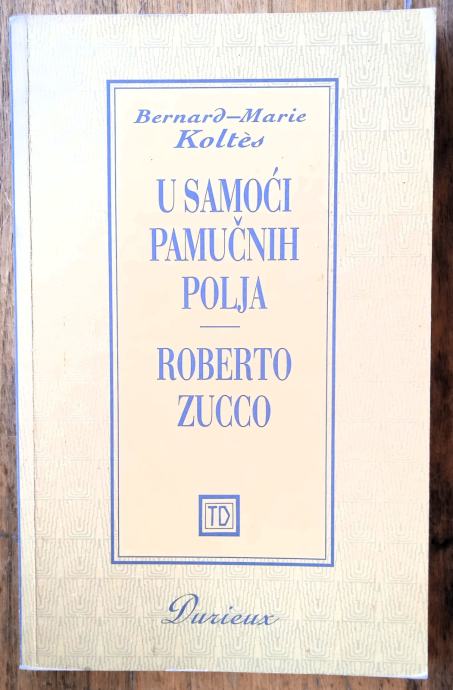 Bernard–Marie
Koltès
U SAMOĆI
PAMUČNIH
POLJA
ROBERTO
ZUCCO
TD
Durieux